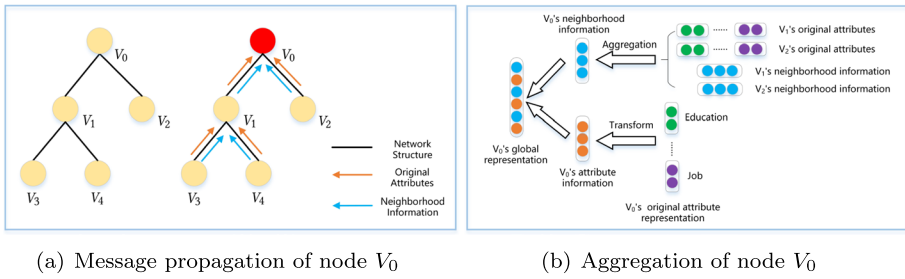 V0
V1
V2
V3
V4
V0
V1
V2
V3
V4
Network
Structure
Original
Attributes
Neighborhood
Information
V0's neighborhood
information
Aggregation
V1's original attributes
V2's original attributes
V1's neighborhood information
V2's neighborhood information
Education
Transform
V0's global
representation
V0's attribute
information
Job
V0's original attribute
representation
(a) Message propagation of node V0
(b) Aggregation of node V0